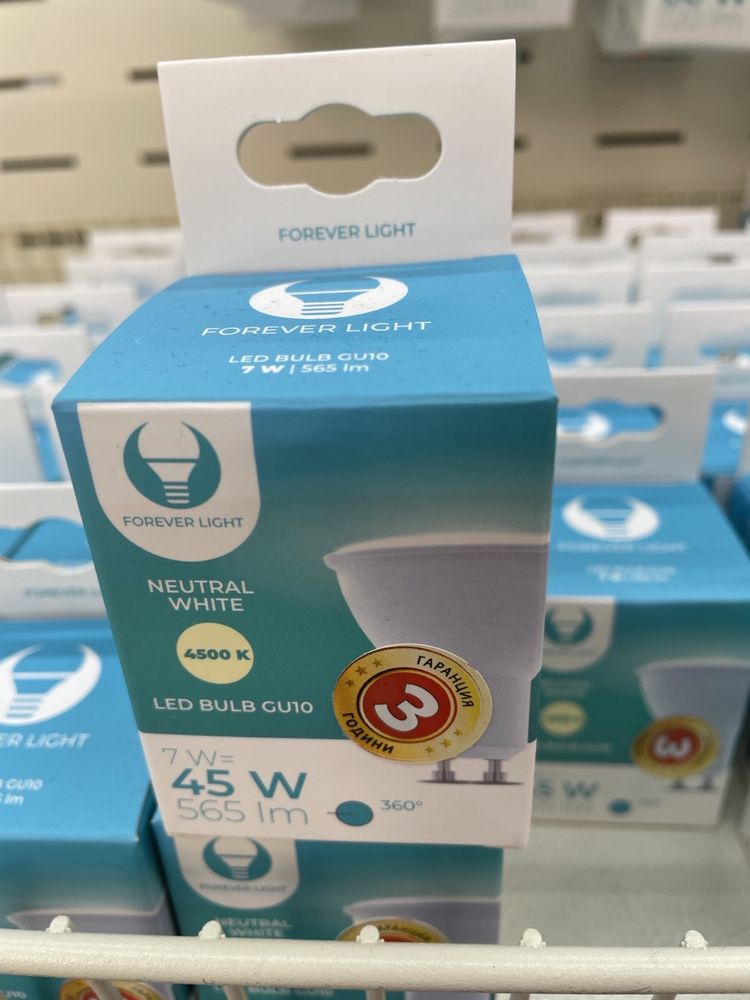 FOREVER LIGHT
FOREVER LIGHT
LED BULB GU10
7 W | 565 lm
FOREVER LIGHT
NEUTRAL
WHITE
4500 K
LED BULB GU10
ГАРАНЦИЯ
3
ГОДИНИ
7 W=
45 W
565 lm
360°
FOREVER LIGHT
NEUTRAL
WHITE
3